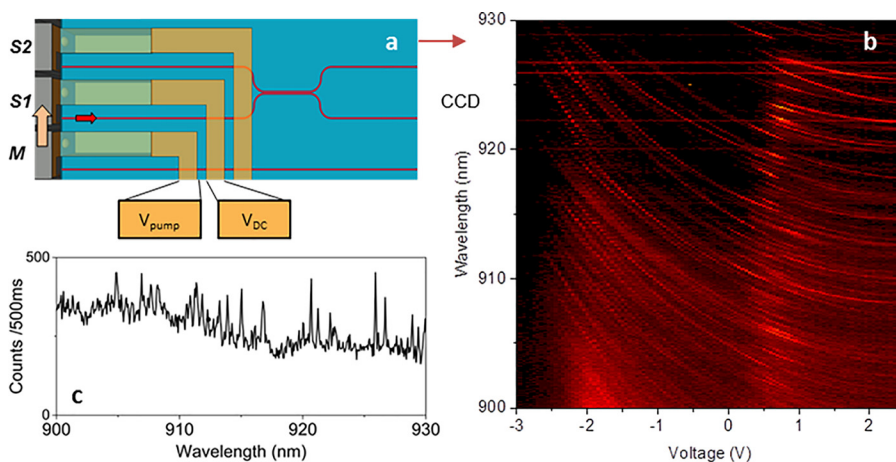 S2
S1
M
a
V_pump
V_DC
CCD
b
930
920
910
900
Wavelength (nm)
-3 -2 -1 0 1 2
Voltage (V)
500
0
Counts /500ms
c
900 910 920 930
Wavelength (nm)